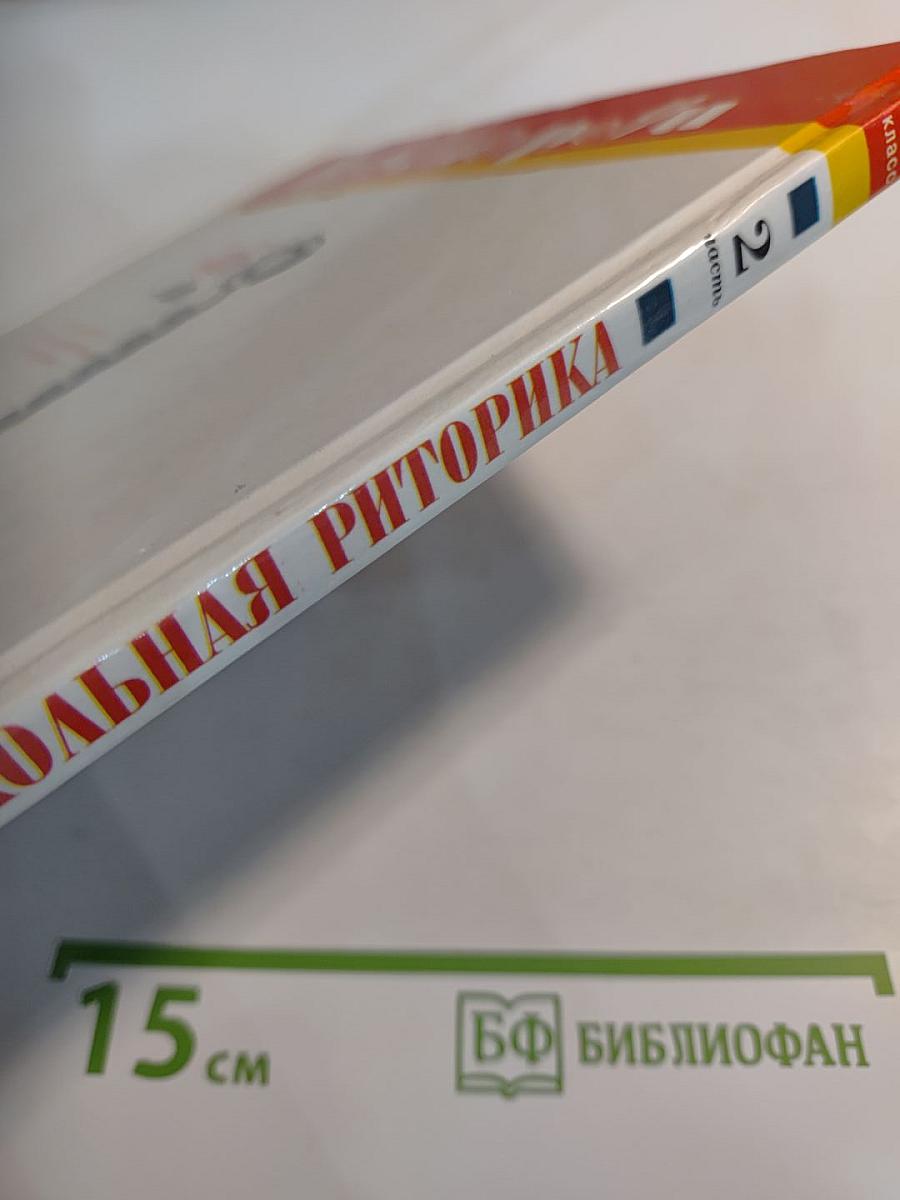 ОЛЬНАЯ РИТОРИКА
2
часть
класс
15 см
БФ БИБЛИОФАН